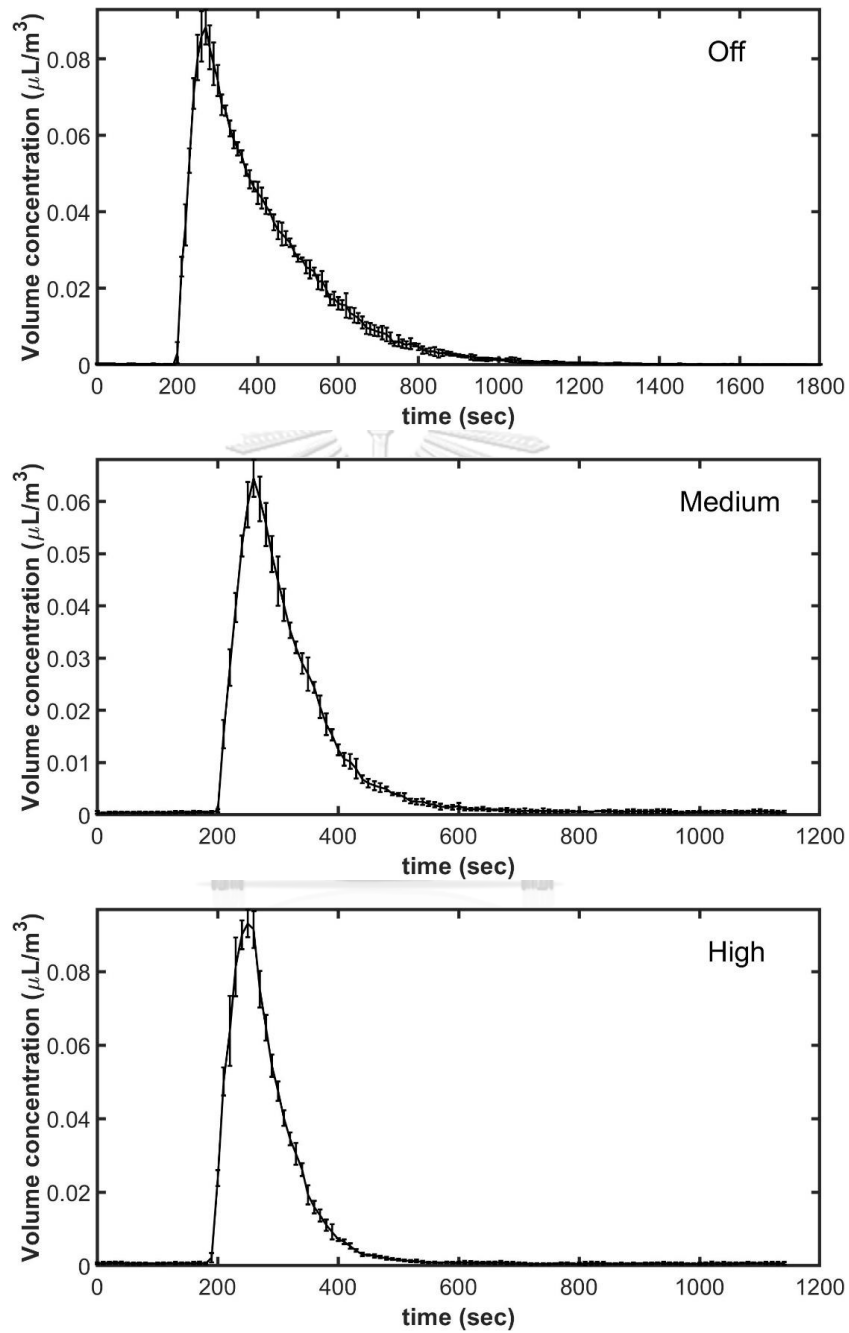 Off
Volume concentration (μL/m³)
0.08
0.06
0.04
0.02
0
0 200 400 600 800 1000 1200 1400 1600 1800
time (sec)
Medium
Volume concentration (μL/m³)
0.06
0.05
0.04
0.03
0.02
0.01
0
0 200 400 600 800 1000 1200
time (sec)
High
Volume concentration (μL/m³)
0.08
0.06
0.04
0.02
0
0 200 400 600 800 1000 1200
time (sec)